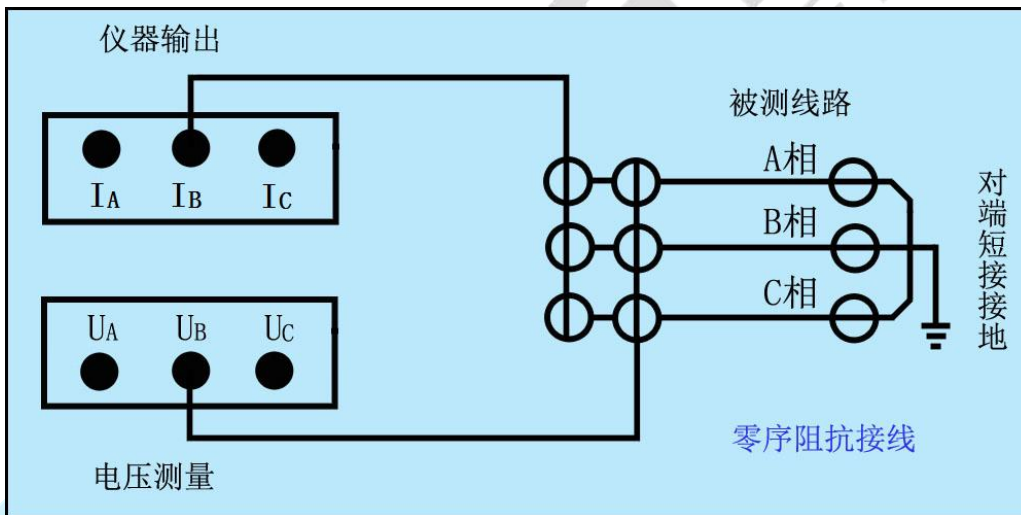 仪器输出
IA IB IC
被测线路
A相
B相
C相
对端短接接地
UA UB UC
零序阻抗接线
电压测量